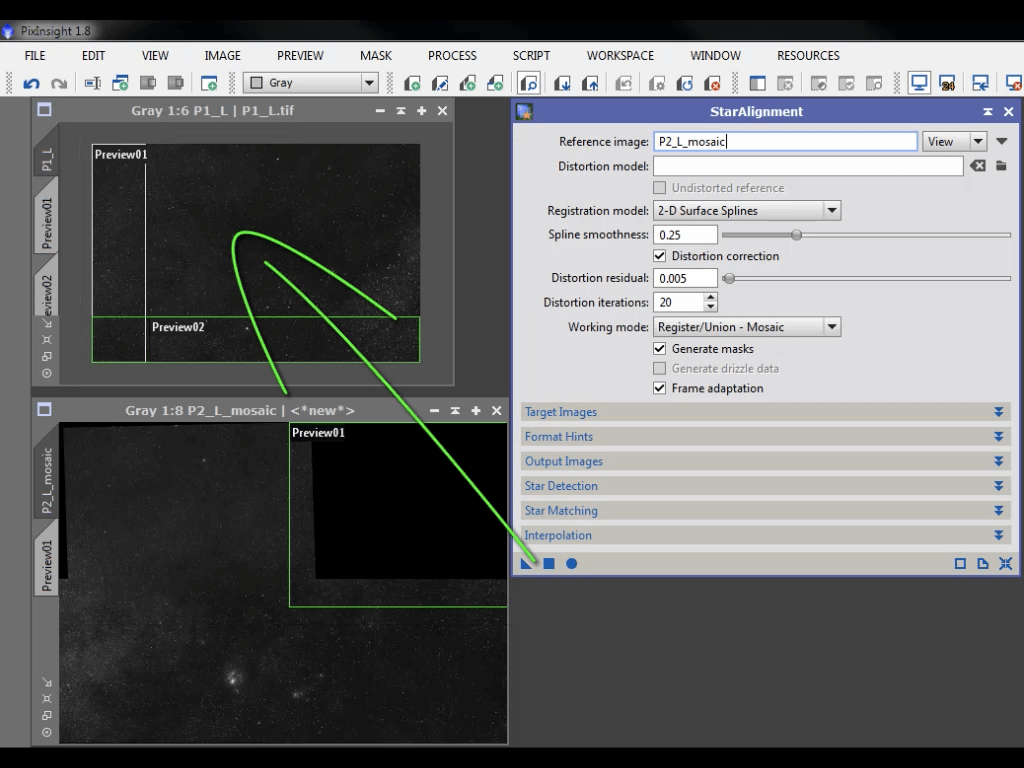 PixInsight 1.8
FILE EDIT VIEW IMAGE PREVIEW MASK PROCESS SCRIPT WORKSPACE WINDOW RESOURCES
Gray
24
Gray 1:6 P1_L | P1_L.tif
P1_L
Preview01
eview02
Preview01
Preview02
Gray 1:8 P2_L_mosaic | <*new*>
P2_L_mosaic
Preview01
Preview01
StarAlignment
Reference image: P2_L_mosaic View
Distortion model:
Undistorted reference
Registration model: 2-D Surface Splines
Spline smoothness: 0.25
Distortion correction
Distortion residual: 0.005
Distortion iterations: 20
Working mode: Register/Union - Mosaic
Generate masks
Generate drizzle data
Frame adaptation
Target Images
Format Hints
Output Images
Star Detection
Star Matching
Interpolation